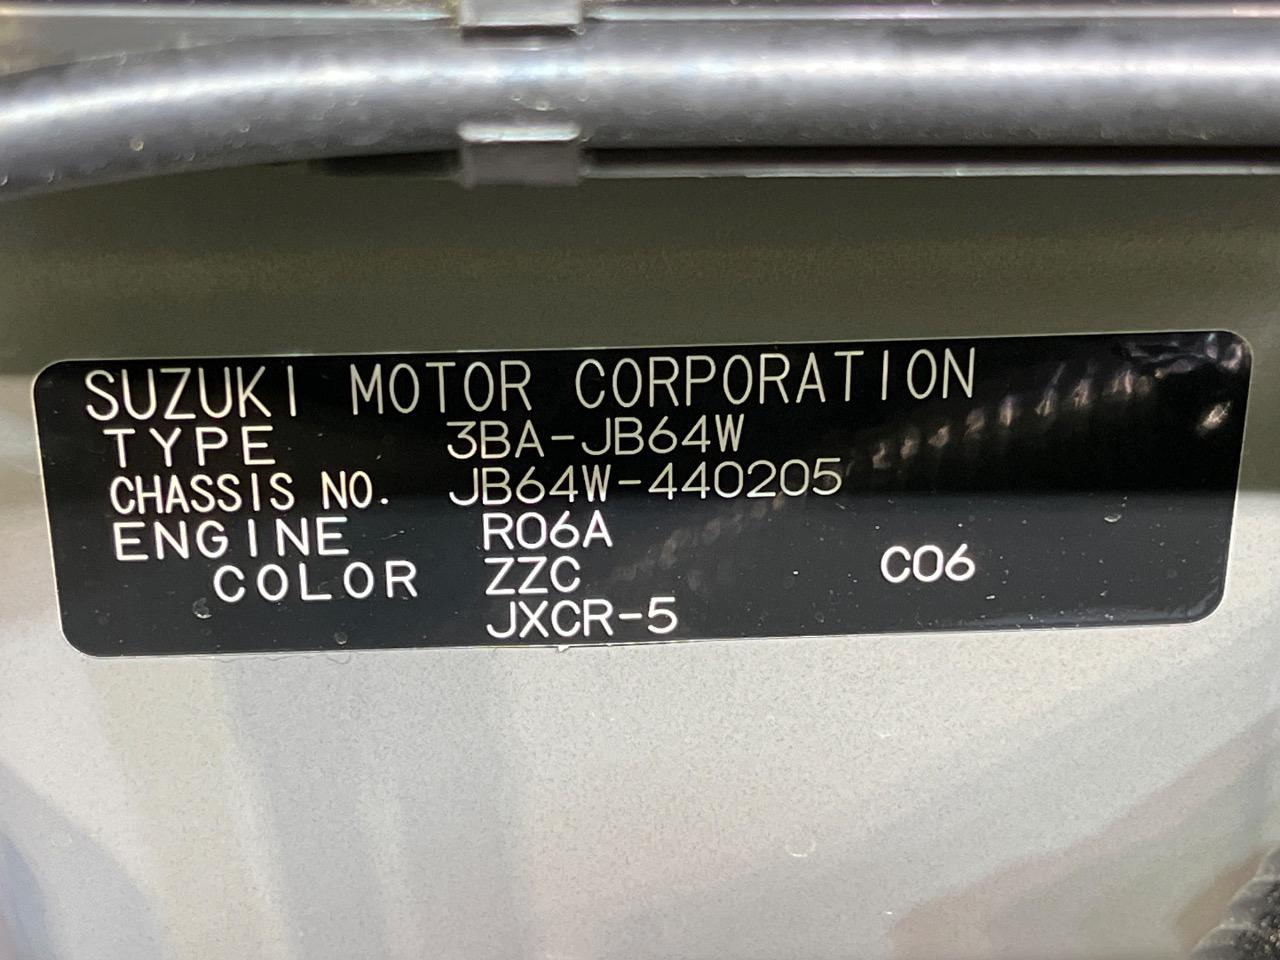 SUZUKI MOTOR CORPORATION
TYPE 3BA-JB64W
CHASSIS NO. JB64W-440205
ENGINE R06A
COLOR ZZC C06
JXCR-5